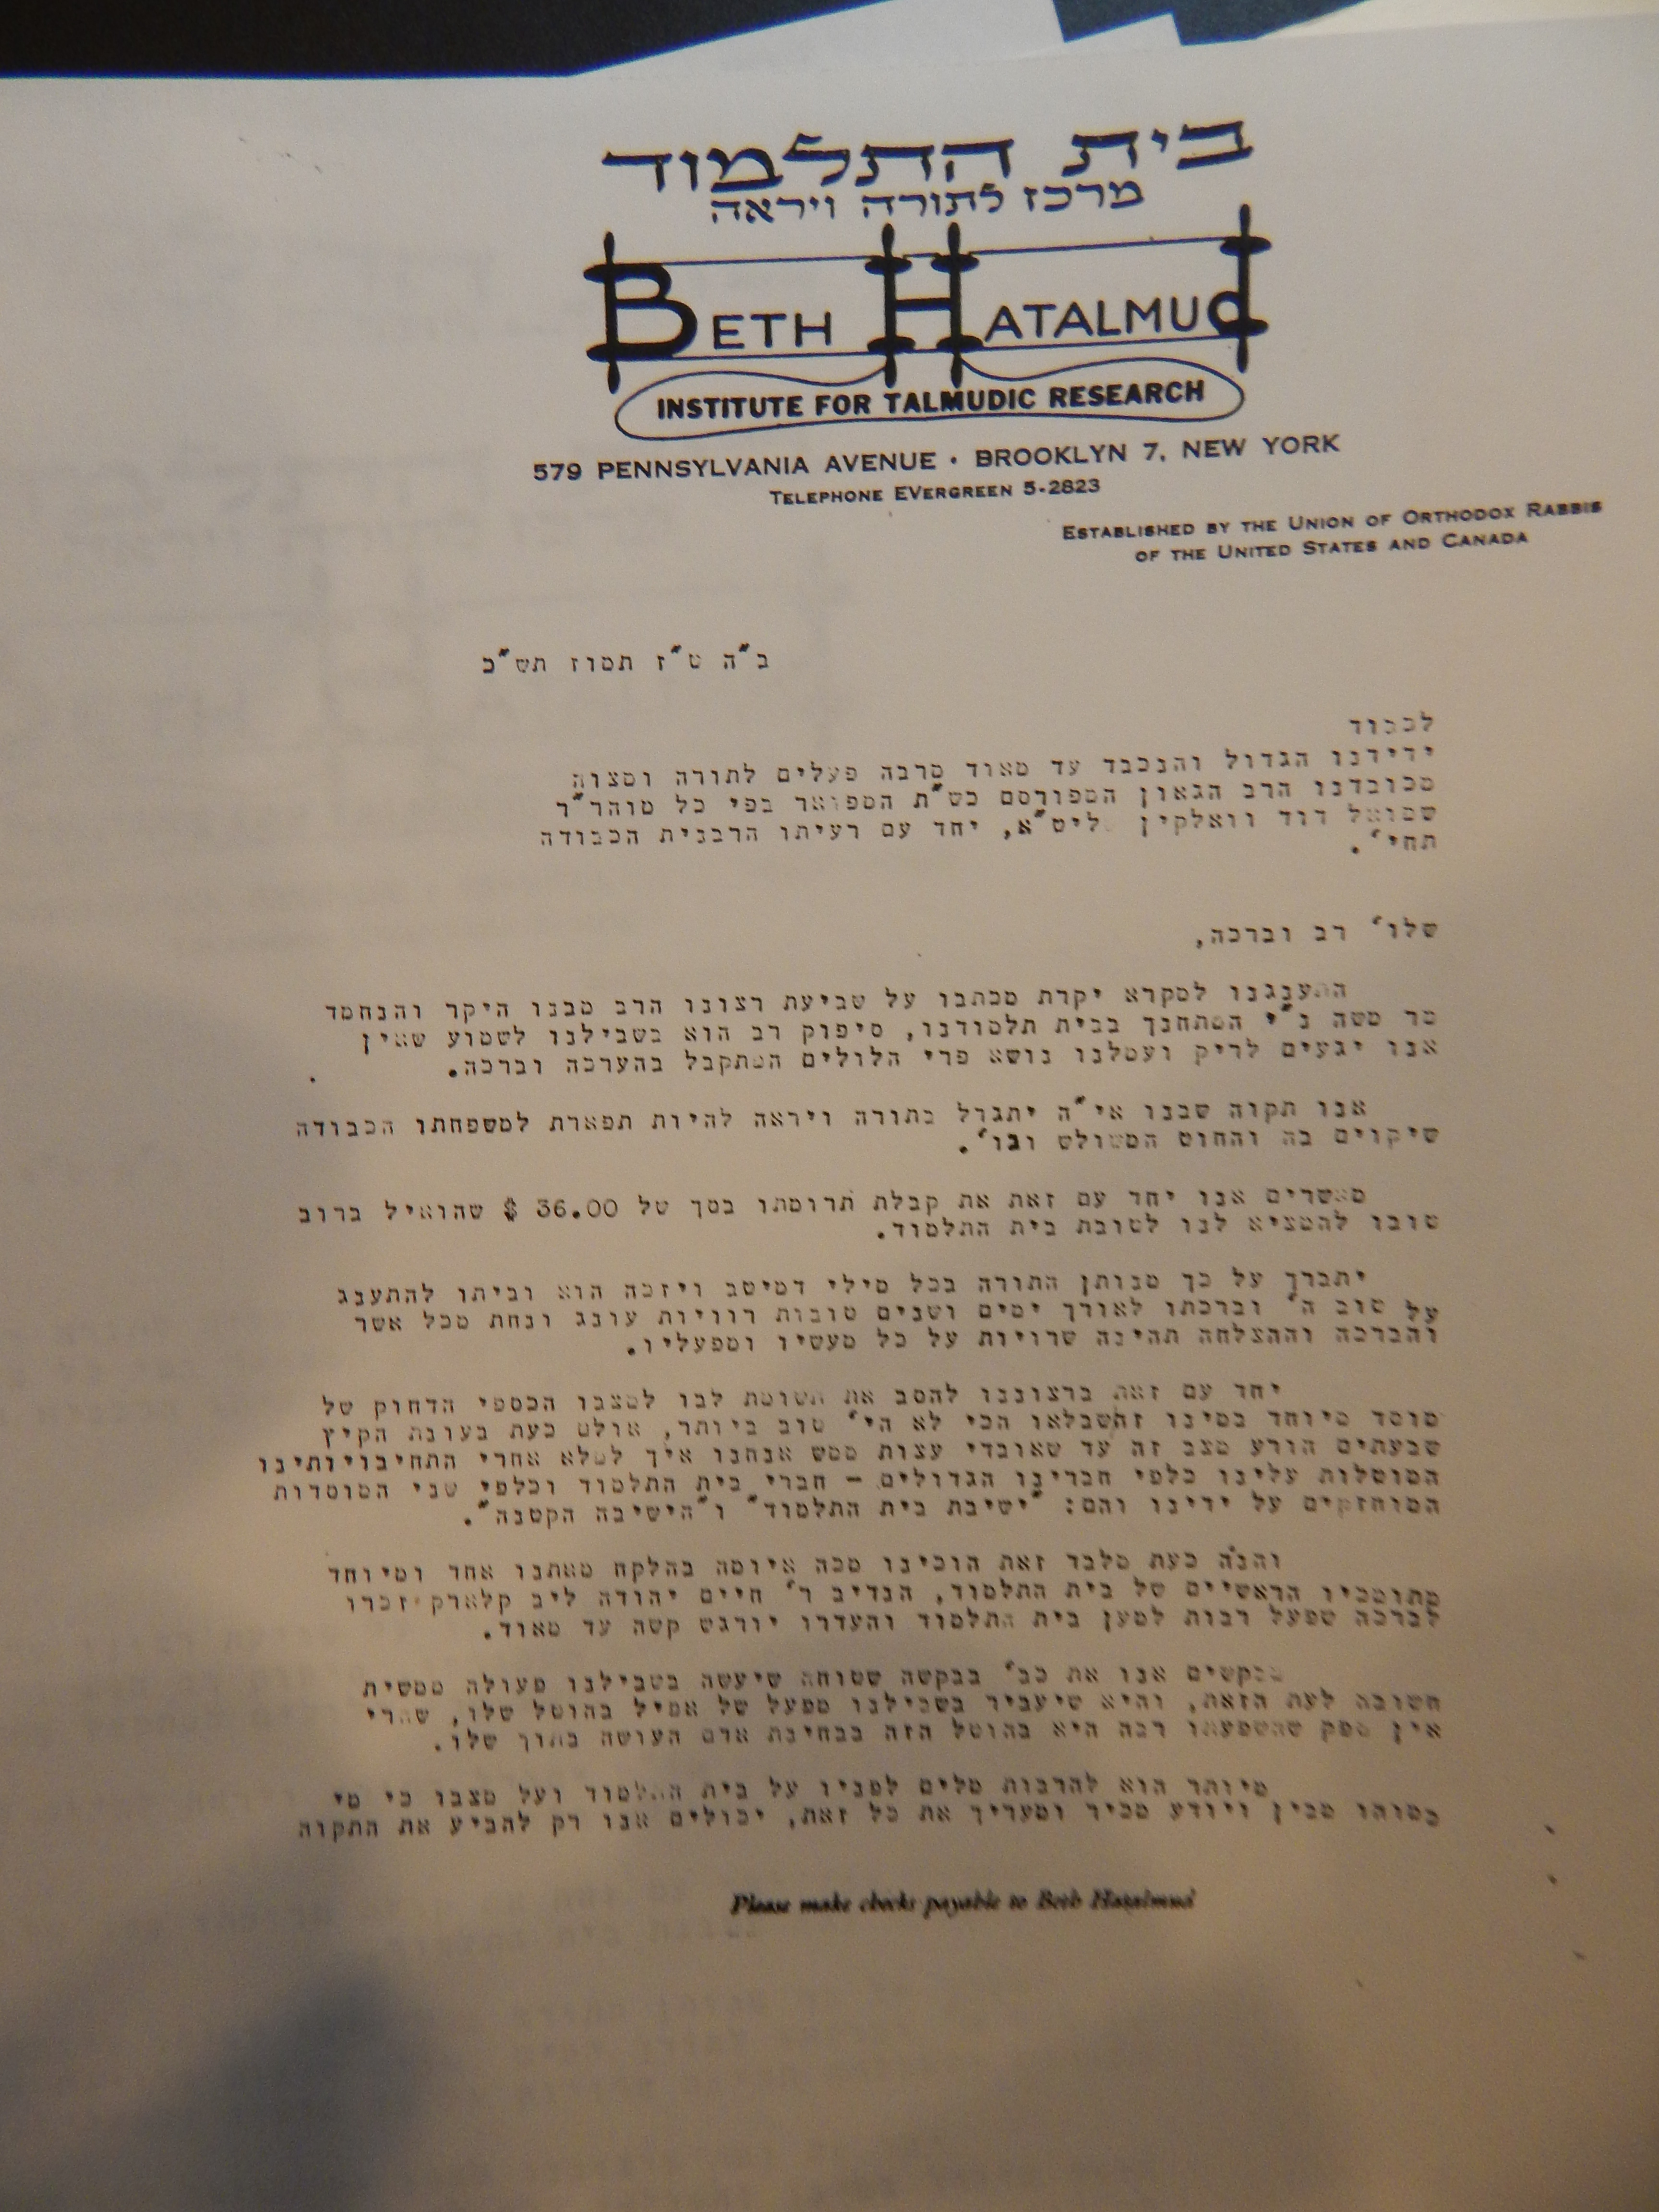 בית התלמוד
מרכז לתורה ויראה
BETH HATALMUd
INSTITUTE FOR TALMUDIC RESEARCH
579 PENNSYLVANIA AVENUE • BROOKLYN 7, NEW YORK
TELEPHONE EVERGREEN 5-2823
ESTABLISHED BY THE UNION OF ORTHODOX RABBIS
OF THE UNITED STATES AND CANADA
ב"ה ט"ז תמוז תש"כ
לכבוד
ידידנו הגדול והנכבד עד מאוד מרבה פעלים לתורה ומצוה
מכובדנו הרב הגאון המפורסם כש"ת המפואר בפי כל מוהר"ר
שמואל דוד וואלקין שליט"א, יחד עם רעיתו הרבנית הכבודה
תחי'.
שלו' רב וברכה,
התענגנו למקרא יקרת מכתבו על שביעת רצונו הרב מבנו היקר והנחמד
מר משה נ"י המתחנך בבית תלמודנו, סיפוק רב הוא בשבילנו לשמוע שאין
אנו יגעים לריק ועמלנו נושא פרי הלולים המתקבל בהערכה וברכה.
אנו תקוה שבנו אי"ה יתגדל בתורה ויראה להיות תפארת למשפחתו הכבודה
שיקוים בה והחוט המשולש וגו'.
מאשרים אנו יחד עם זאת את קבלת תרומתו בסך של 36.00 $ שהואיל ברוב
טובו להמציא לנו לטובת בית התלמוד.
יתברך על כך מנותן התורה בכל מילי דמיטב ויזכה הוא וביתו להתענג
על טוב ה' וברכתו לאורך ימים ושנים טובות רוויות עונג ונחת מכל אשר
והברכה וההצלחה תהינה שרויות על כל מעשיו ומפעליו.
יחד עם זאת ברצוננו להסב את תשומת לבו למצבו הכספי הדחוק של
מוסד מיוחד במינו זה שבלאו הכי לא הי' טוב ביותר, אולם כעת בעונת הקיץ
שבעתים הורע מצב זה עד שאובדי עצות ממש אנחנו איך למלא אחרי התחיבויותינו
המוטלות עלינו כלפי חברינו הגדולים - חברי בית התלמוד וכלפי שני המוסדות
המוחזקים על ידינו והם: "ישיבת בית התלמוד" ו"הישיבה הקטנה".
והנה כעת מלבד זאת הוכינו מכה איומה בהלקח מאתנו אחד ומיוחד
מתומכיו הראשיים של בית התלמוד, הנדיב ר' חיים יהודה ליב קלארק זכרו
לברכה שפעל רבות למען בית התלמוד והעדרו יורגש קשה עד מאוד.
מבקשים אנו את כב' בבקשה שטוחה שיעשה בשבילנו פעולה ממשית
חשובה לעת הזאת, והיא שיעביד בשבילנו מפעל של אפיל בהוטל שלו, שהרי
אין ספק שהשפעתו רבה היא בהוטל הזה בבחינת אדם העושה בתוך שלו.
מיותר הוא להרבות מלים לפניו על בית התלמוד ועל מצבו כי מי
כמוהו מבין ויודע מכיר ומעריך את כל זאת, יכולים אנו רק להביע את התקוה
Please make checks payable to Beth Hatalmud